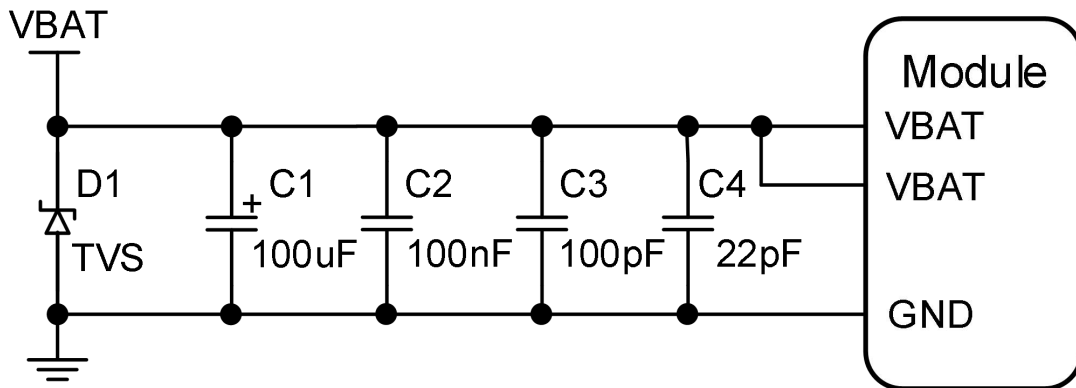 VBAT
Module
VBAT
D1
C1
C2
C3
C4
VBAT
+
TVS
100uF
100nF
100pF
22pF
GND